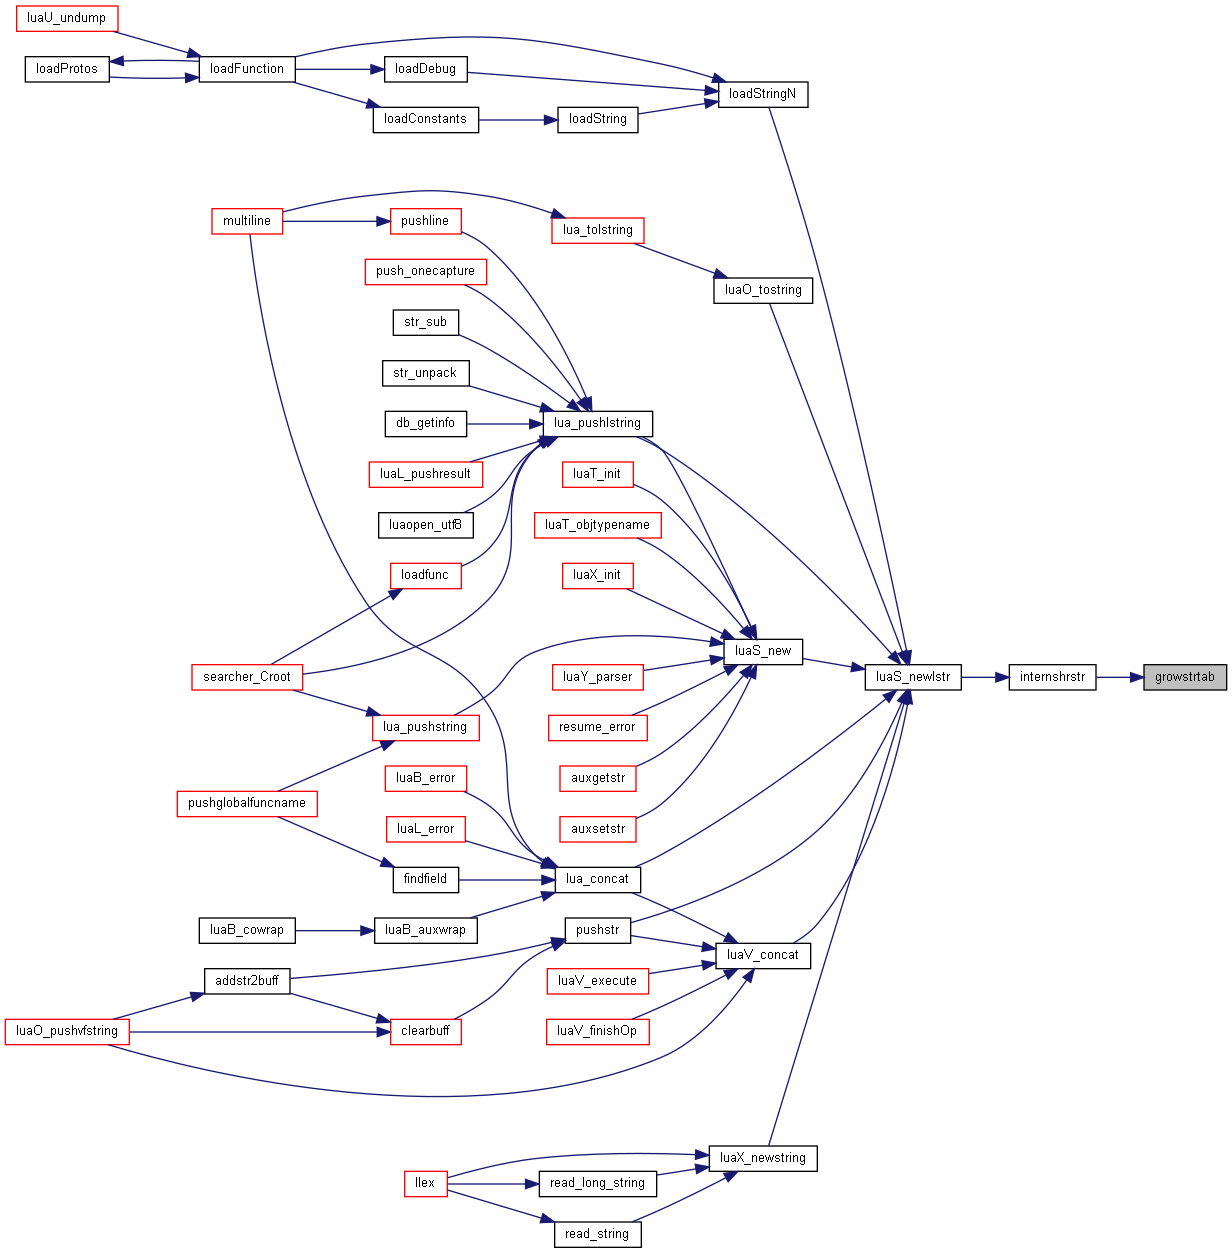 luaU_undump
loadProtos
loadFunction
loadDebug
loadStringN
loadConstants
loadString
multiline
pushline
lua_tolstring
push_onecapture
luaO_tostring
str_sub
str_unpack
db_getinfo
lua_pushlstring
luaL_pushresult
luaT_init
luaopen_utf8
luaT_objtypename
loadfunc
luaX_init
luaS_new
searcher_Croot
luaY_parser
luaS_newlstr
internshrstr
growstrtab
lua_pushstring
resume_error
luaB_error
auxgetstr
pushglobalfuncname
luaL_error
auxsetstr
findfield
lua_concat
luaB_cowrap
luaB_auxwrap
pushstr
luaV_concat
addstr2buff
luaV_execute
luaO_pushvfstring
clearbuff
luaV_finishOp
luaX_newstring
llex
read_long_string
read_string